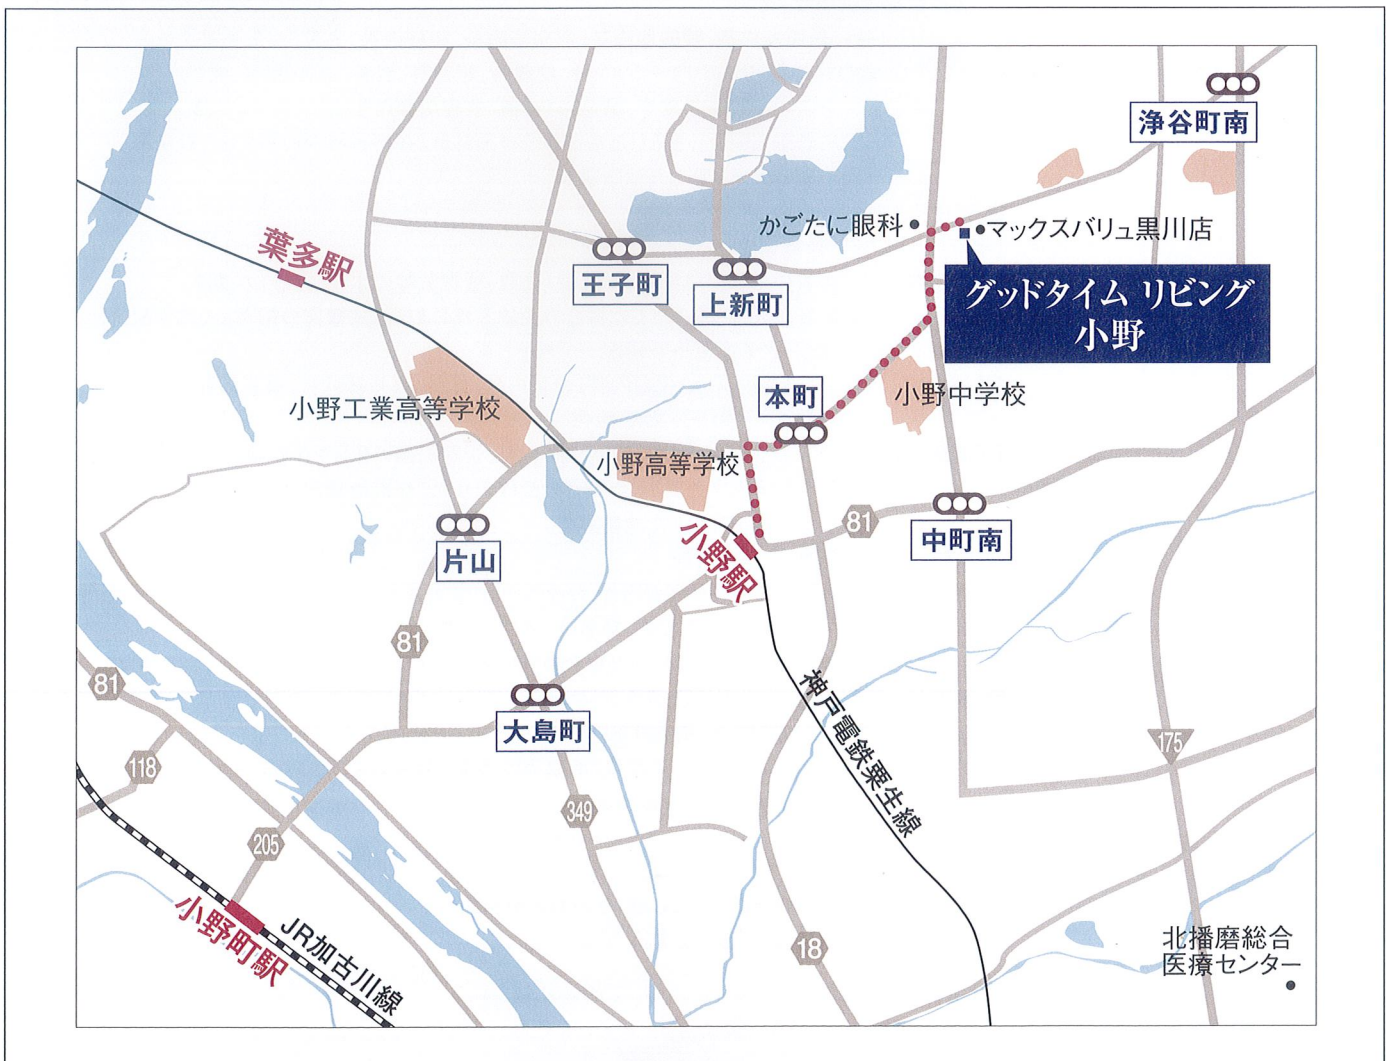 浄谷町南
かごたに眼科
マックスバリュ黒川店
葉多駅
王子町
上新町
グッドタイム リビング
小野
本町
小野中学校
小野工業高等学校
小野高等学校
片山
小野駅
81
中町南
81
81
大島町
神戸電鉄粟生線
175
118
349
205
小野町駅
JR加古川線
18
北播磨総合
医療センター